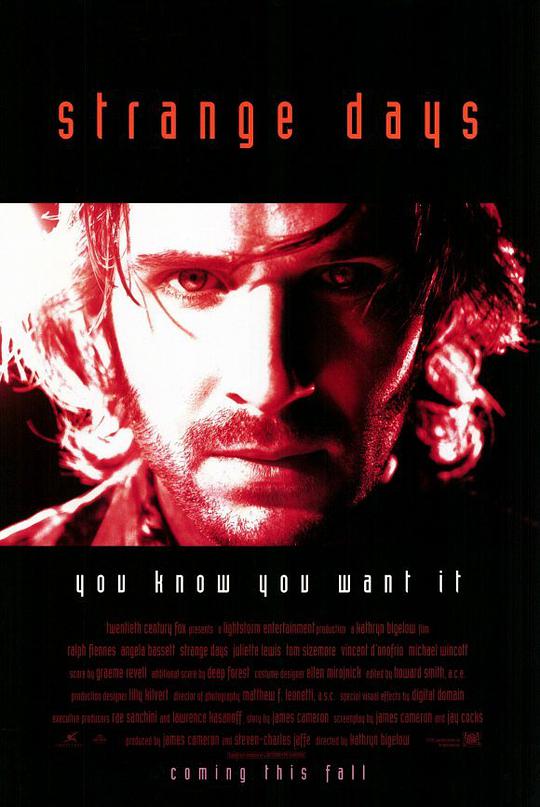 strange days
you know you want it
twentieth century fox presents a lightstorm entertainment production a kathryn bigelow film
ralph fiennes angela bassett strange days juliette lewis tom sizemore vincent d'onofrio michael wincott
score by graeme revell additional score by deep forest costume designer ellen mirojnick edited by howard smith, a.c.e.
production designer lilly kilvert director of photography matthew f. leonetti, a.s.c. special visual effects by digital domain
executive producers rae sanchini and lawrence kasanoff story by james cameron screenplay by james cameron and jay cocks
produced by james cameron and steven-charles jaffe directed by kathryn bigelow
coming this fall